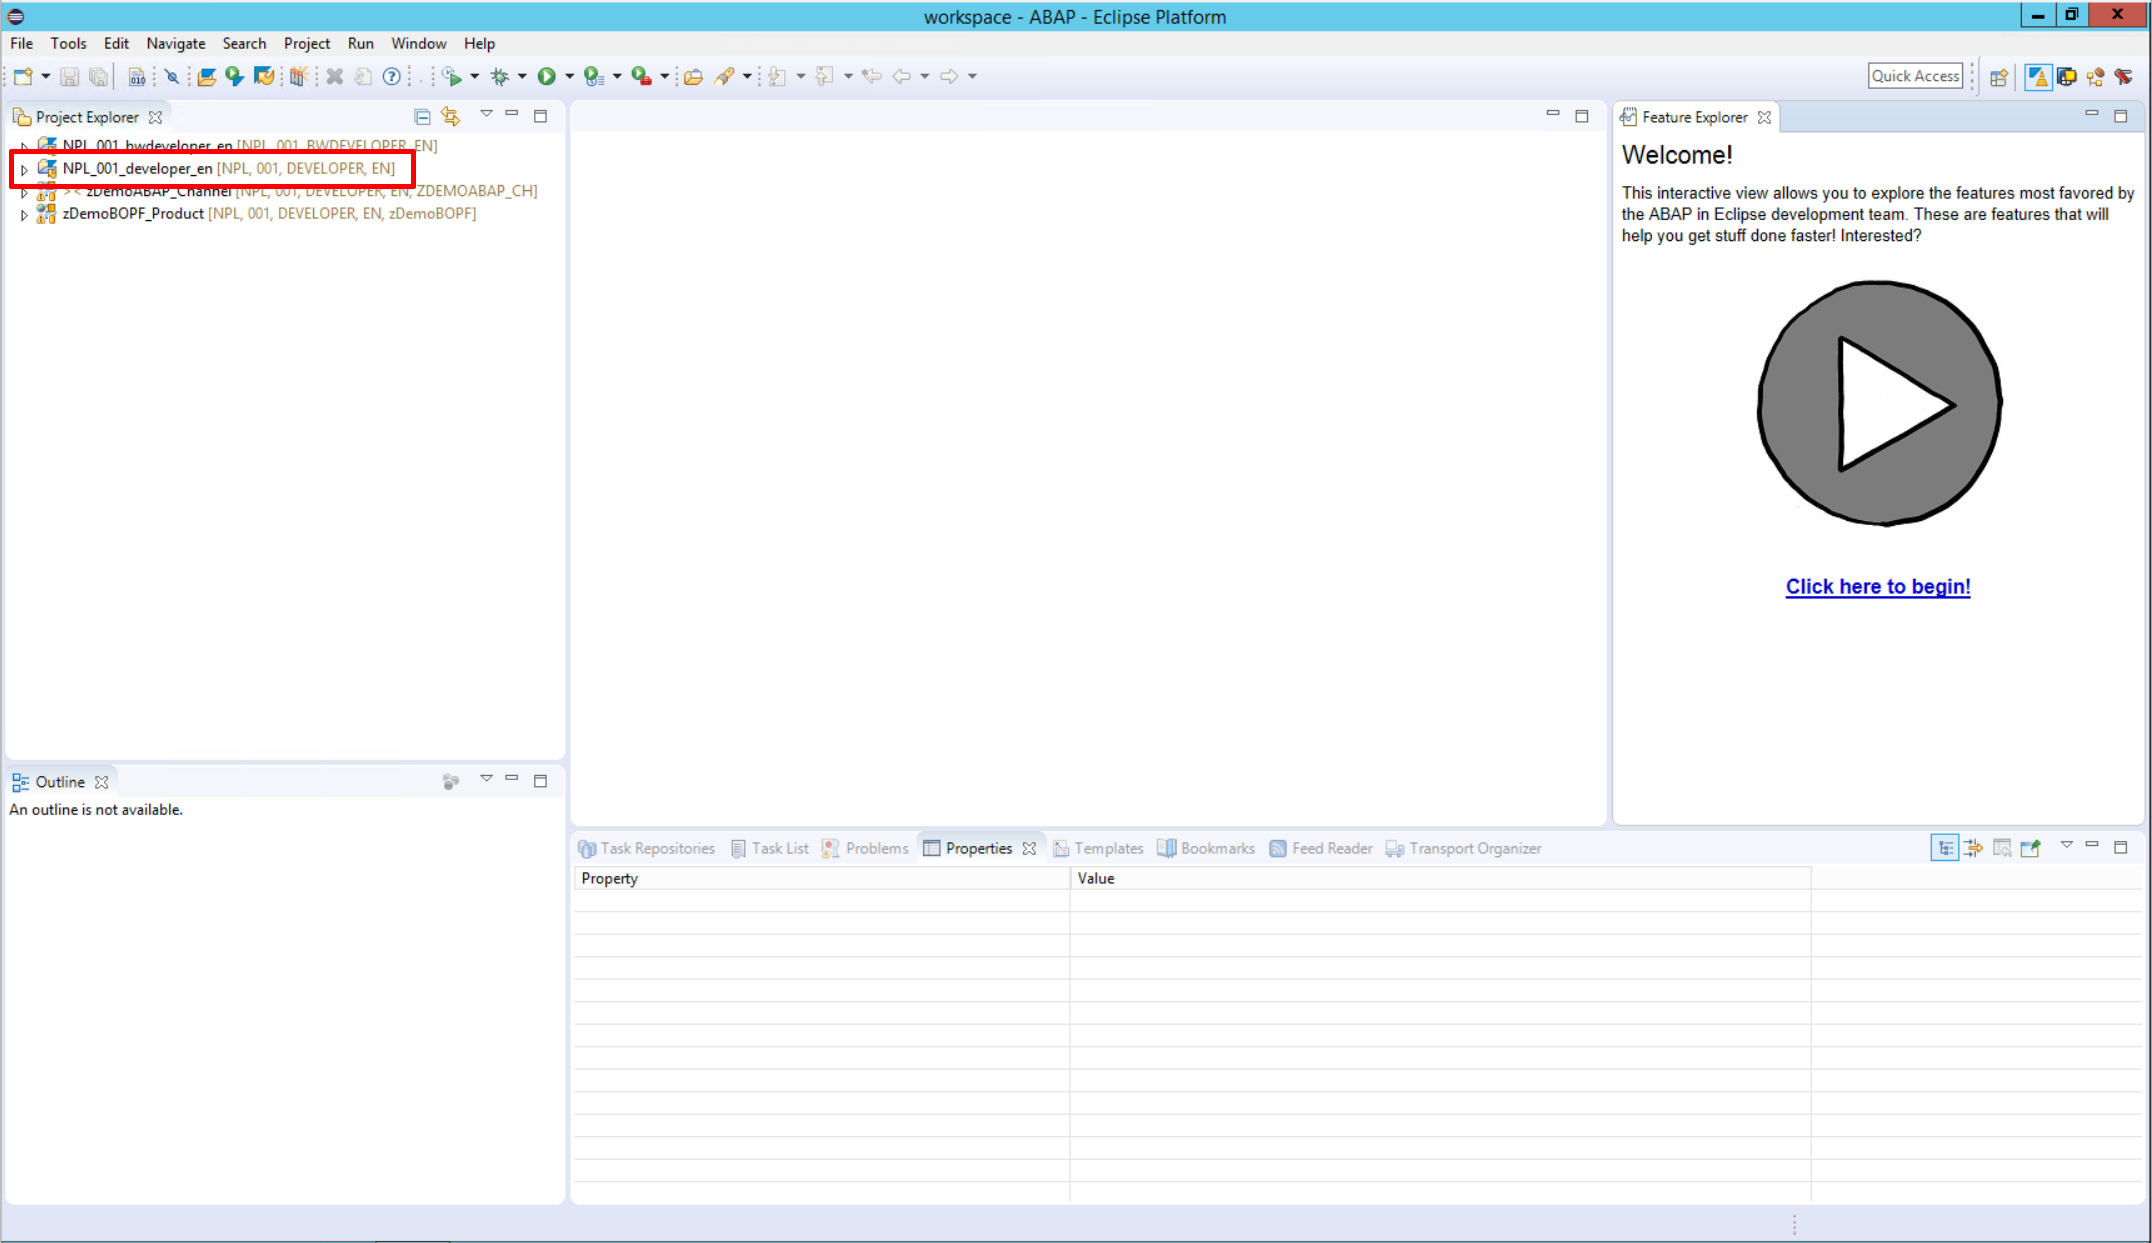 workspace - ABAP - Eclipse Platform
File Tools Edit Navigate Search Project Run Window Help
Quick Access
Project Explorer
NPL_001_bwdeveloper_en [NPL, 001, BWDEVELOPER, EN]
NPL_001_developer_en [NPL, 001, DEVELOPER, EN]
>< zDemoABAP_Channel [NPL, 001, DEVELOPER, EN, ZDEMOABAP_CH]
zDemoBOPF_Product [NPL, 001, DEVELOPER, EN, zDemoBOPF]
Feature Explorer
Welcome!
This interactive view allows you to explore the features most favored by
the ABAP in Eclipse development team. These are features that will
help you get stuff done faster! Interested?
Click here to begin!
Outline
An outline is not available.
Task Repositories Task List Problems Properties Templates Bookmarks Feed Reader Transport Organizer
Property Value